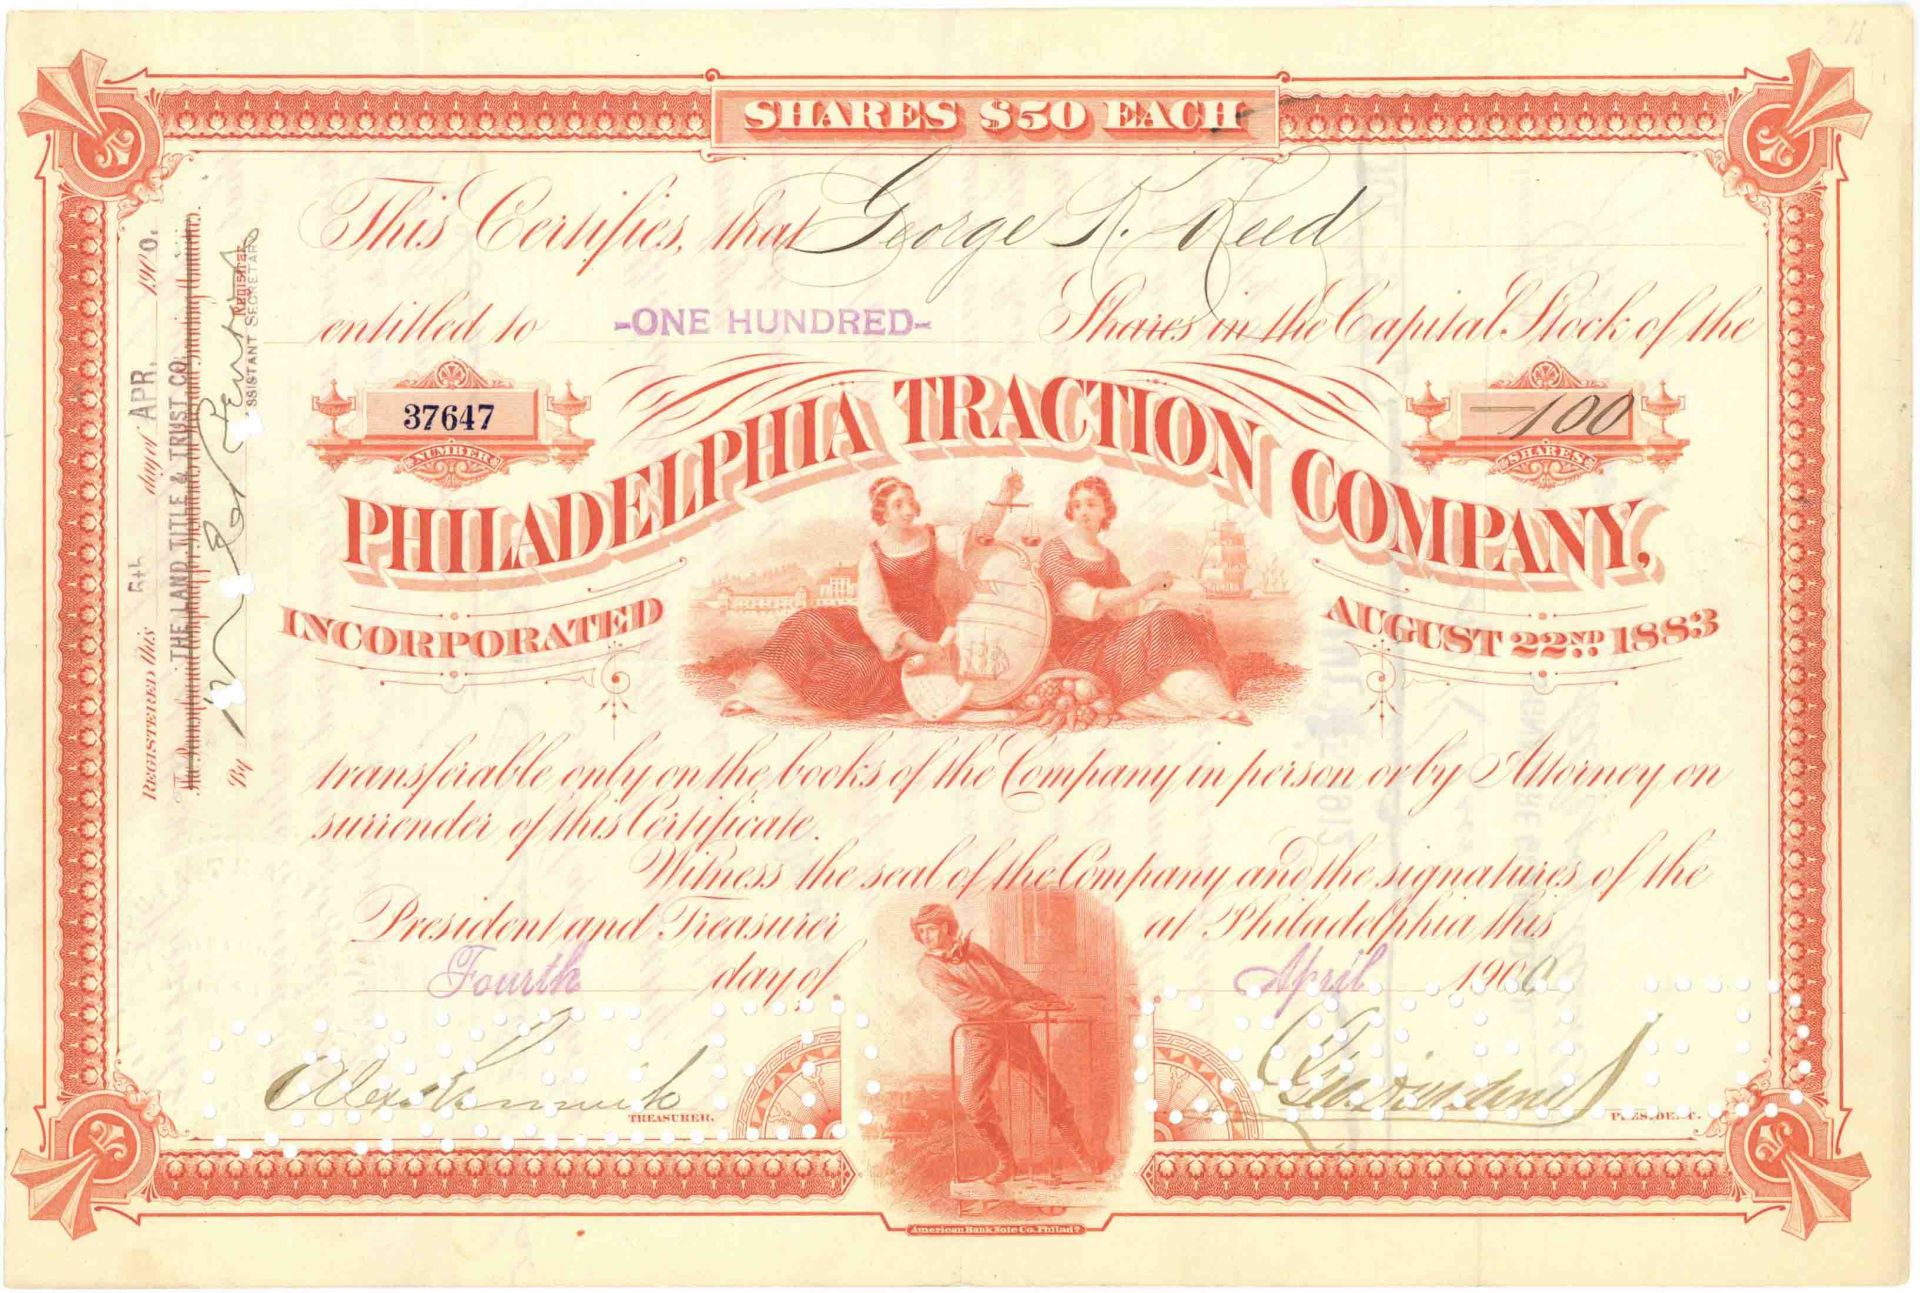 SHARES $50 EACH
This Certifies, that George R. Reed
entitled to -ONE HUNDRED- Shares in the Capital Stock of the
37647
NUMBER
-100
SHARES
PHILADELPHIA TRACTION COMPANY,
INCORPORATED AUGUST 22ND 1883
transferable only on the books of the Company in person or by Attorney on
surrender of this Certificate.
Witness the seal of the Company and the signatures of the
President and Treasurer at Philadelphia this
Fourth day of April 1900
TREASURER.
PRESIDENT.
American Bank Note Co. Philada
REGISTERED this 5th day of APR. 1900.
THE LAND TITLE & TRUST CO.
Registrar
By
ASSISTANT SECRETARY